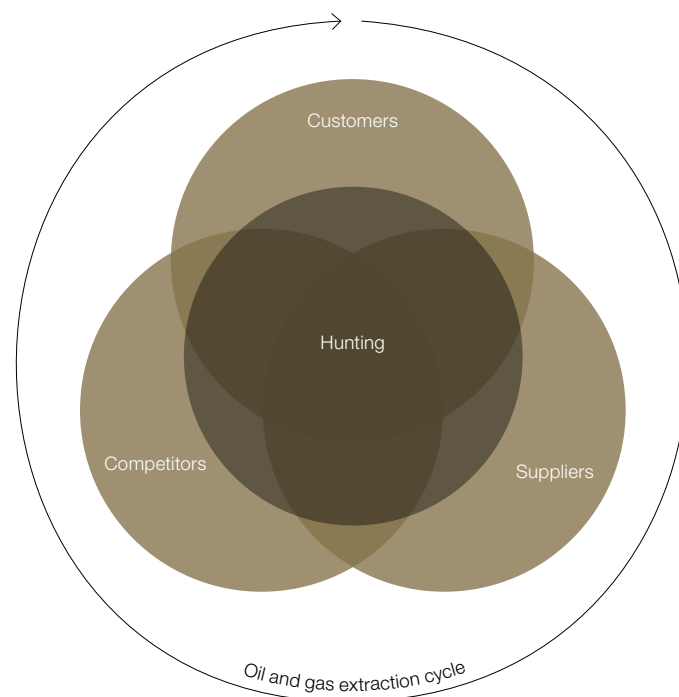 Customers
Hunting
Competitors
Suppliers
Oil and gas extraction cycle